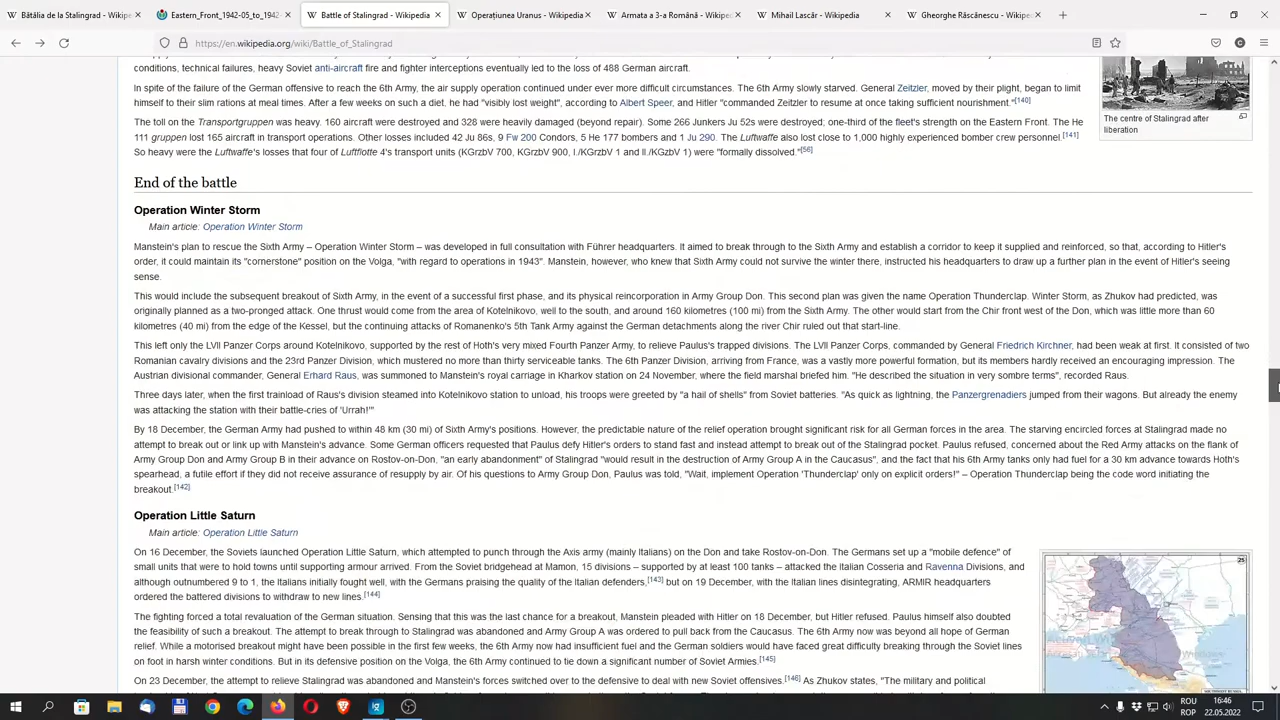 Bătălia de la Stalingrad - Wikip
Eastern_Front_1942-05_to_1942-
Battle of Stalingrad - Wikipedia
Operațiunea Uranus - Wikipedia
Armata a 3-a Română - Wikiped
Mihail Lascăr - Wikipedia
Gheorghe Răscănescu - Wikiped
https://en.wikipedia.org/wiki/Battle_of_Stalingrad
conditions, technical failures, heavy Soviet anti-aircraft fire and fighter interceptions eventually led to the loss of 488 German aircraft.
In spite of the failure of the German offensive to reach the 6th Army, the air supply operation continued under ever more difficult circumstances. The 6th Army slowly starved. General Zeitzler, moved by their plight, began to limit
himself to their slim rations at meal times. After a few weeks on such a diet, he had "visibly lost weight", according to Albert Speer, and Hitler "commanded Zeitzler to resume at once taking sufficient nourishment."[140]
The toll on the Transportgruppen was heavy. 160 aircraft were destroyed and 328 were heavily damaged (beyond repair). Some 266 Junkers Ju 52s were destroyed; one-third of the fleet's strength on the Eastern Front. The He
111 gruppen lost 165 aircraft in transport operations. Other losses included 42 Ju 86s, 9 Fw 200 Condors, 5 He 177 bombers and 1 Ju 290. The Luftwaffe also lost close to 1,000 highly experienced bomber crew personnel.[141]
So heavy were the Luftwaffe's losses that four of Luftflotte 4's transport units (KGrzbV 700, KGrzbV 900, I./KGrzbV 1 and II./KGzbV 1) were "formally dissolved."[56]
The centre of Stalingrad after
liberation
End of the battle
Operation Winter Storm
Main article: Operation Winter Storm
Manstein's plan to rescue the Sixth Army – Operation Winter Storm – was developed in full consultation with Führer headquarters. It aimed to break through to the Sixth Army and establish a corridor to keep it supplied and reinforced, so that, according to Hitler's
order, it could maintain its "cornerstone" position on the Volga, "with regard to operations in 1943". Manstein, however, who knew that Sixth Army could not survive the winter there, instructed his headquarters to draw up a further plan in the event of Hitler's seeing
sense.
This would include the subsequent breakout of Sixth Army, in the event of a successful first phase, and its physical reincorporation in Army Group Don. This second plan was given the name Operation Thunderclap. Winter Storm, as Zhukov had predicted, was
originally planned as a two-pronged attack. One thrust would come from the area of Kotelnikovo, well to the south, and around 160 kilometres (100 mi) from the Sixth Army. The other would start from the Chir front west of the Don, which was little more than 60
kilometres (40 mi) from the edge of the Kessel, but the continuing attacks of Romanenko's 5th Tank Army against the German detachments along the river Chir ruled out that start-line.
This left only the LVII Panzer Corps around Kotelnikovo, supported by the rest of Hoth's very mixed Fourth Panzer Army, to relieve Paulus's trapped divisions. The LVII Panzer Corps, commanded by General Friedrich Kirchner, had been weak at first. It consisted of two
Romanian cavalry divisions and the 23rd Panzer Division, which mustered no more than thirty serviceable tanks. The 6th Panzer Division, arriving from France, was a vastly more powerful formation, but its members hardly received an encouraging impression. The
Austrian divisional commander, General Erhard Raus, was summoned to Manstein's royal carriage in Kharkov station on 24 November, where the field marshal briefed him. "He described the situation in very sombre terms", recorded Raus.
Three days later, when the first trainload of Raus's division steamed into Kotelnikovo station to unload, his troops were greeted by "a hail of shells" from Soviet batteries. "As quick as lightning, the Panzergrenadiers jumped from their wagons. But already the enemy
was attacking the station with their battle-cries of 'Urrah!'"
By 18 December, the German Army had pushed to within 48 km (30 mi) of Sixth Army's positions. However, the predictable nature of the relief operation brought significant risk for all German forces in the area. The starving encircled forces at Stalingrad made no
attempt to break out or link up with Manstein's advance. Some German officers requested that Paulus defy Hitler's orders to stand fast and instead attempt to break out of the Stalingrad pocket. Paulus refused, concerned about the Red Army attacks on the flank of
Army Group Don and Army Group B in their advance on Rostov-on-Don, "an early abandonment" of Stalingrad "would result in the destruction of Army Group A in the Caucasus", and the fact that his 6th Army tanks only had fuel for a 30 km advance towards Hoth's
spearhead, a futile effort if they did not receive assurance of resupply by air. Of his questions to Army Group Don, Paulus was told, "Wait, implement Operation 'Thunderclap' only on explicit orders!" – Operation Thunderclap being the code word initiating the
breakout.[142]
Operation Little Saturn
Main article: Operation Little Saturn
On 16 December, the Soviets launched Operation Little Saturn, which attempted to punch through the Axis army (mainly Italians) on the Don and take Rostov-on-Don. The Germans set up a "mobile defence" of
small units that were to hold towns until supporting armour arrived. From the Soviet bridgehead at Mamon, 15 divisions – supported by at least 100 tanks – attacked the Italian Cosseria and Ravenna Divisions, and
although outnumbered 9 to 1, the Italians initially fought well, with the Germans praising the quality of the Italian defenders,[143] but on 19 December, with the Italian lines disintegrating, ARMIR headquarters
ordered the battered divisions to withdraw to new lines.[144]
The fighting forced a total revaluation of the German situation. Sensing that this was the last chance for a breakout, Manstein pleaded with Hitler on 18 December, but Hitler refused. Paulus himself also doubted
the feasibility of such a breakout. The attempt to break through to Stalingrad was abandoned and Army Group A was ordered to pull back from the Caucasus. The 6th Army now was beyond all hope of German
relief. While a motorised breakout might have been possible in the first few weeks, the 6th Army now had insufficient fuel and the German soldiers would have faced great difficulty breaking through the Soviet lines
on foot in harsh winter conditions. But in its defensive position on the Volga, the 6th Army continued to tie down a significant number of Soviet Armies.[145]
On 23 December, the attempt to relieve Stalingrad was abandoned and Manstein's forces switched over to the defensive to deal with new Soviet offensives.[146] As Zhukov states, "The military and political
25
ROU
ROP
16:46
22.05.2022